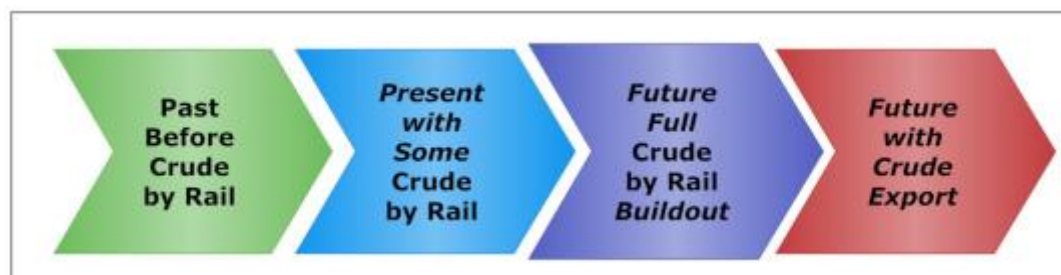 Past
Before
Crude
by Rail
Present
with
Some
Crude
by Rail
Future
Full
Crude
by Rail
Buildout
Future
with
Crude
Export